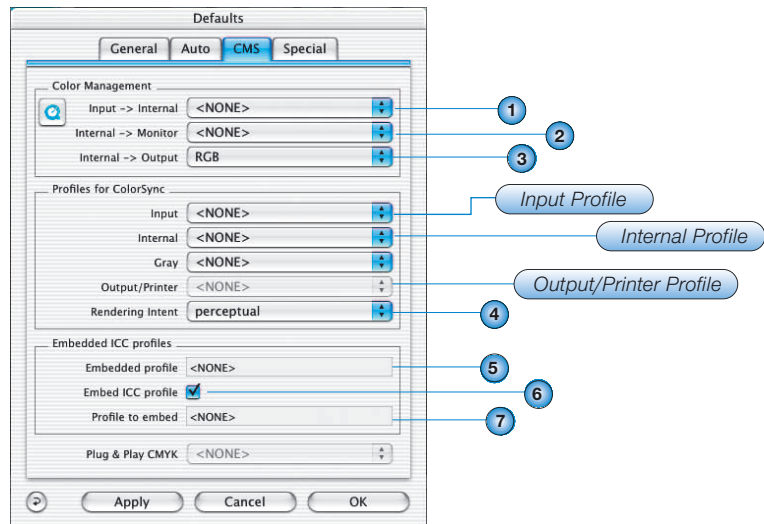 Defaults
General Auto CMS Special
Color Management
Input -> Internal <NONE> 1
Internal -> Monitor <NONE> 2
Internal -> Output RGB 3
Profiles for ColorSync
Input <NONE> Input Profile
Internal <NONE> Internal Profile
Gray <NONE>
Output/Printer <NONE> Output/Printer Profile
Rendering Intent perceptual 4
Embedded ICC profiles
Embedded profile <NONE> 5
Embed ICC profile 6
Profile to embed <NONE> 7
Plug & Play CMYK <NONE>
Apply Cancel OK